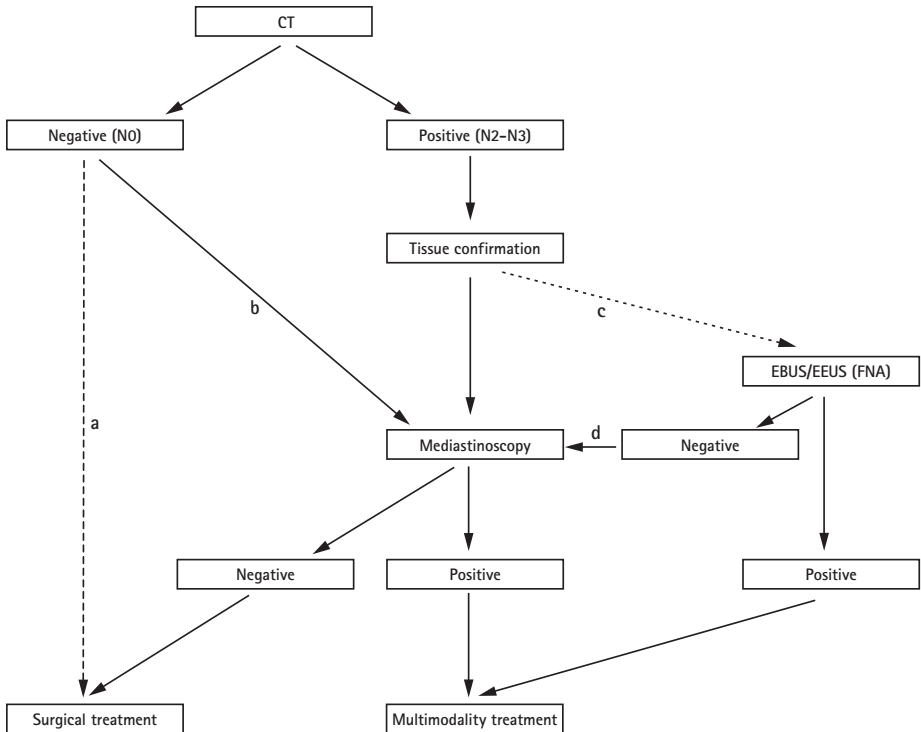 CT
Negative (N0)
Positive (N2–N3)
Tissue confirmation
b
c
EBUS/EEUS (FNA)
a
Mediastinoscopy
d
Negative
Negative
Positive
Positive
Surgical treatment
Multimodality treatment